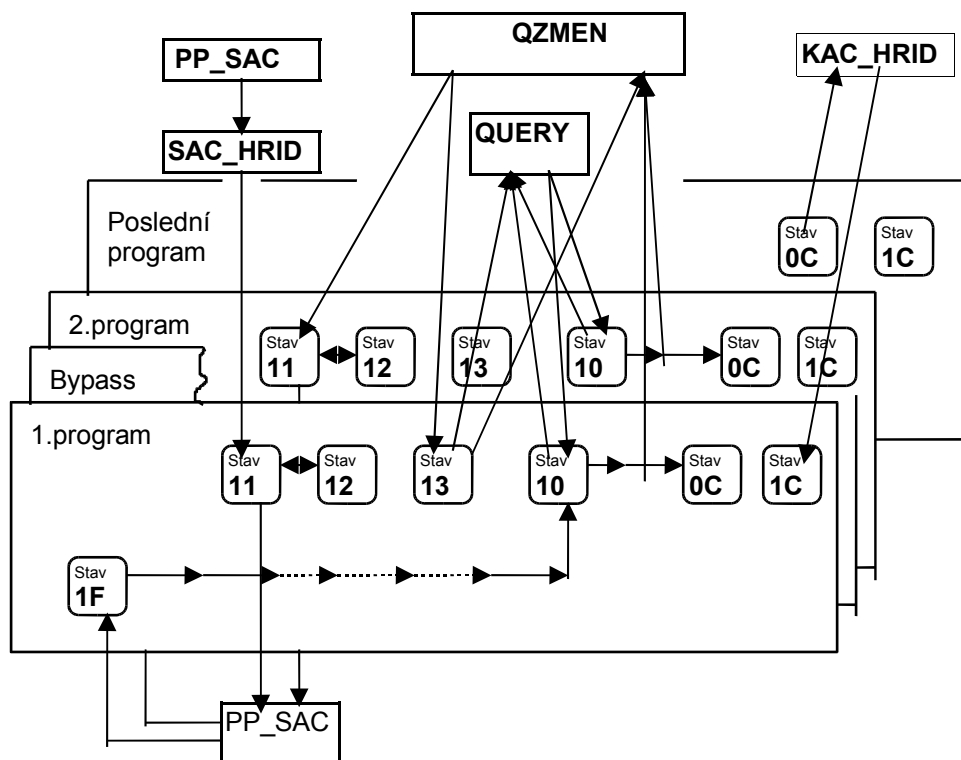 QZMEN
PP_SAC
KAC_HRID
QUERY
SAC_HRID
Poslední
program
Stav
0C
Stav
1C
2.program
Stav
11
Stav
12
Stav
13
Stav
10
Stav
0C
Stav
1C
Bypass
1.program
Stav
11
Stav
12
Stav
13
Stav
10
Stav
0C
Stav
1C
Stav
1F
PP_SAC